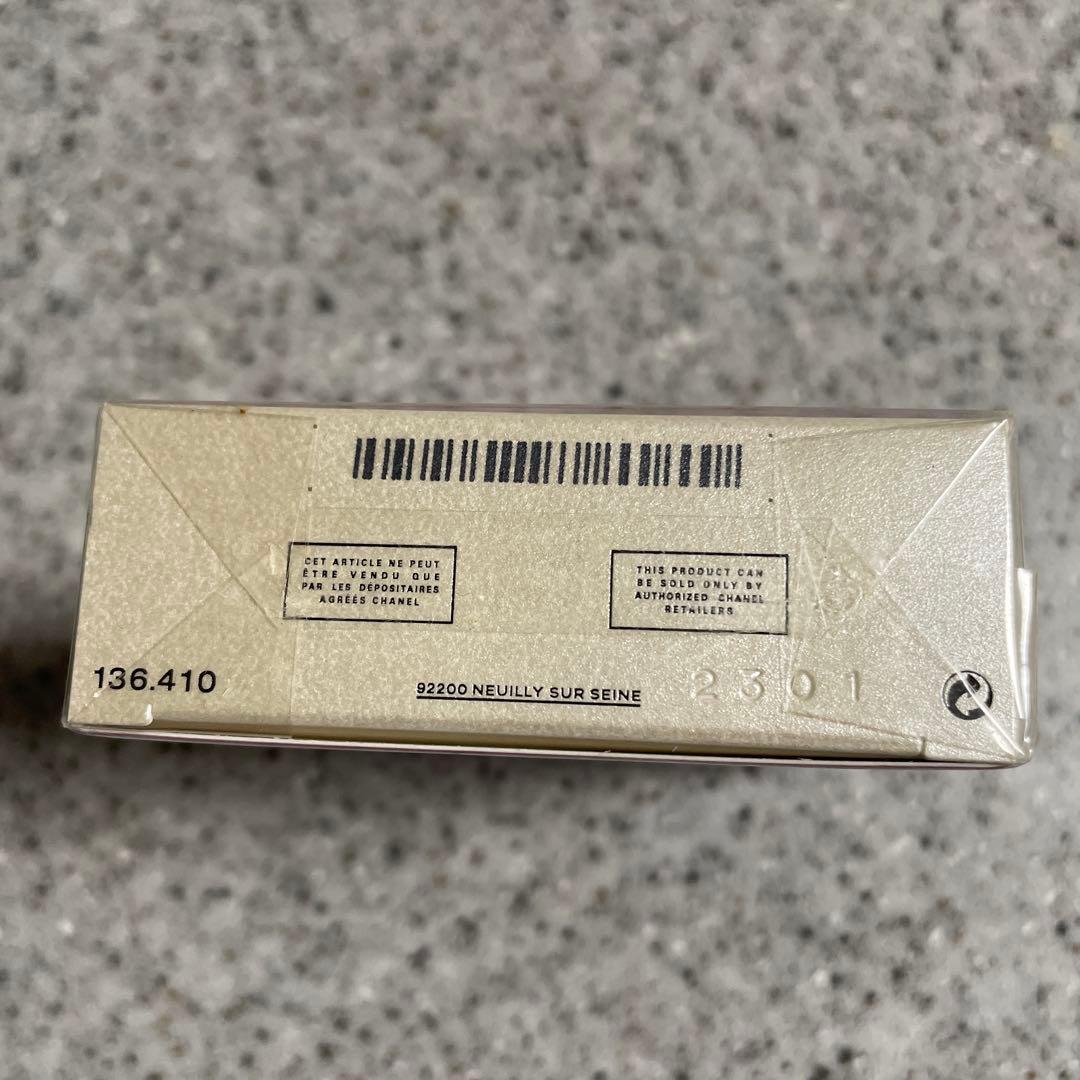 CET ARTICLE NE PEUT
ÊTRE VENDU QUE
PAR LES DÉPOSITAIRES
AGRÉÉS CHANEL
THIS PRODUCT CAN
BE SOLD ONLY BY
AUTHORIZED CHANEL
RETAILERS
136.410
92200 NEUILLY SUR SEINE
2301